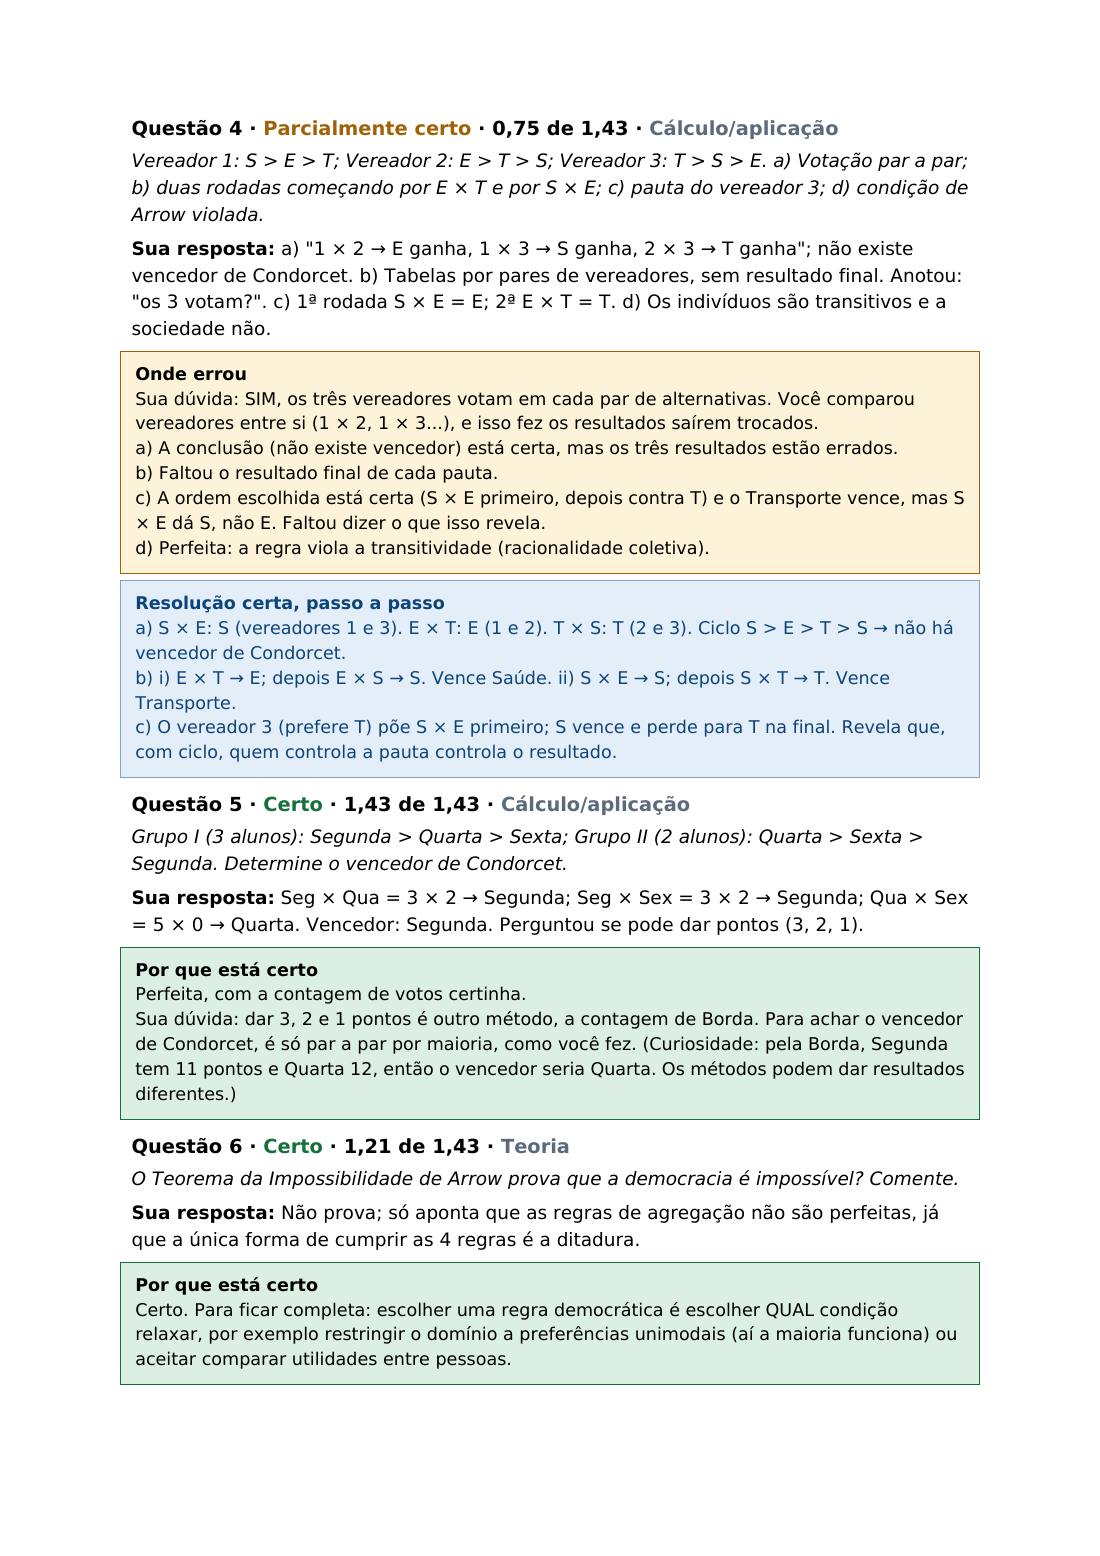 Questão 4 · Parcialmente certo · 0,75 de 1,43 · Cálculo/aplicação
Vereador 1: S > E > T; Vereador 2: E > T > S; Vereador 3: T > S > E. a) Votação par a par;
b) duas rodadas começando por E × T e por S × E; c) pauta do vereador 3; d) condição de
Arrow violada.
Sua resposta: a) "1 × 2 → E ganha, 1 × 3 → S ganha, 2 × 3 → T ganha"; não existe
vencedor de Condorcet. b) Tabelas por pares de vereadores, sem resultado final. Anotou:
"os 3 votam?". c) 1ª rodada S × E = E; 2ª E × T = T. d) Os indivíduos são transitivos e a
sociedade não.
Onde errou
Sua dúvida: SIM, os três vereadores votam em cada par de alternativas. Você comparou
vereadores entre si (1 × 2, 1 × 3...), e isso fez os resultados saírem trocados.
a) A conclusão (não existe vencedor) está certa, mas os três resultados estão errados.
b) Faltou o resultado final de cada pauta.
c) A ordem escolhida está certa (S × E primeiro, depois contra T) e o Transporte vence, mas S
× E dá S, não E. Faltou dizer o que isso revela.
d) Perfeita: a regra viola a transitividade (racionalidade coletiva).
Resolução certa, passo a passo
a) S × E: S (vereadores 1 e 3). E × T: E (1 e 2). T × S: T (2 e 3). Ciclo S > E > T > S → não há
vencedor de Condorcet.
b) i) E × T → E; depois E × S → S. Vence Saúde. ii) S × E → S; depois S × T → T. Vence
Transporte.
c) O vereador 3 (prefere T) põe S × E primeiro; S vence e perde para T na final. Revela que,
com ciclo, quem controla a pauta controla o resultado.
Questão 5 · Certo · 1,43 de 1,43 · Cálculo/aplicação
Grupo I (3 alunos): Segunda > Quarta > Sexta; Grupo II (2 alunos): Quarta > Sexta >
Segunda. Determine o vencedor de Condorcet.
Sua resposta: Seg × Qua = 3 × 2 → Segunda; Seg × Sex = 3 × 2 → Segunda; Qua × Sex
= 5 × 0 → Quarta. Vencedor: Segunda. Perguntou se pode dar pontos (3, 2, 1).
Por que está certo
Perfeita, com a contagem de votos certinha.
Sua dúvida: dar 3, 2 e 1 pontos é outro método, a contagem de Borda. Para achar o vencedor
de Condorcet, é só par a par por maioria, como você fez. (Curiosidade: pela Borda, Segunda
tem 11 pontos e Quarta 12, então o vencedor seria Quarta. Os métodos podem dar resultados
diferentes.)
Questão 6 · Certo · 1,21 de 1,43 · Teoria
O Teorema da Impossibilidade de Arrow prova que a democracia é impossível? Comente.
Sua resposta: Não prova; só aponta que as regras de agregação não são perfeitas, já
que a única forma de cumprir as 4 regras é a ditadura.
Por que está certo
Certo. Para ficar completa: escolher uma regra democrática é escolher QUAL condição
relaxar, por exemplo restringir o domínio a preferências unimodais (aí a maioria funciona) ou
aceitar comparar utilidades entre pessoas.